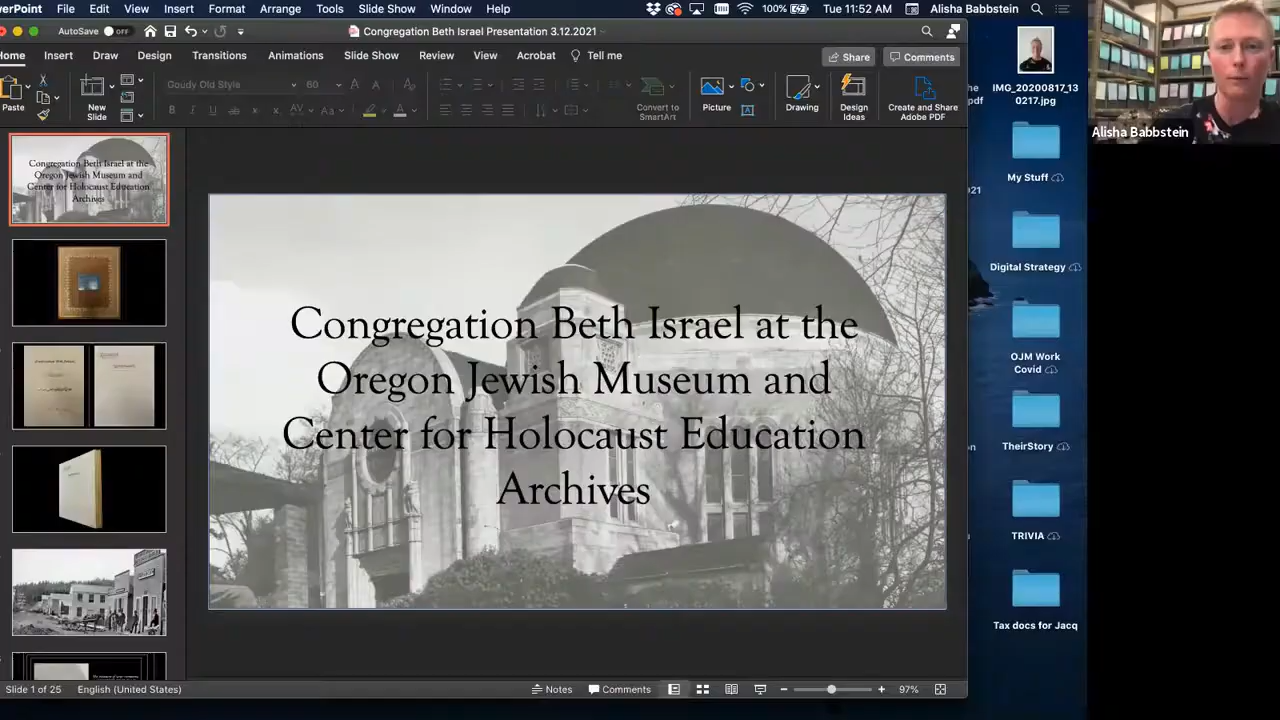 PowerPoint File Edit View Insert Format Arrange Tools Slide Show Window Help 100% Tue 11:52 AM Alisha Babbstein
AutoSave OFF Congregation Beth Israel Presentation 3.12.2021
Home Insert Draw Design Transitions Animations Slide Show Review View Acrobat Tell me Share Comments
Goudy Old Style 60
Paste
New
Slide
Convert to
SmartArt
Picture
Drawing
Design
Ideas
Create and Share
Adobe PDF
Congregation Beth Israel at the
Oregon Jewish Museum and
Center for Holocaust Education
Archives
Congregation Beth Israel at the
Oregon Jewish Museum and
Center for Holocaust Education
Archives
Slide 1 of 25 English (United States) Notes Comments 97%
IMG_20200817_13
0217.jpg
My Stuff
Digital Strategy
OJM Work
Covid
TheirStory
TRIVIA
Tax docs for Jacq
Alisha Babbstein